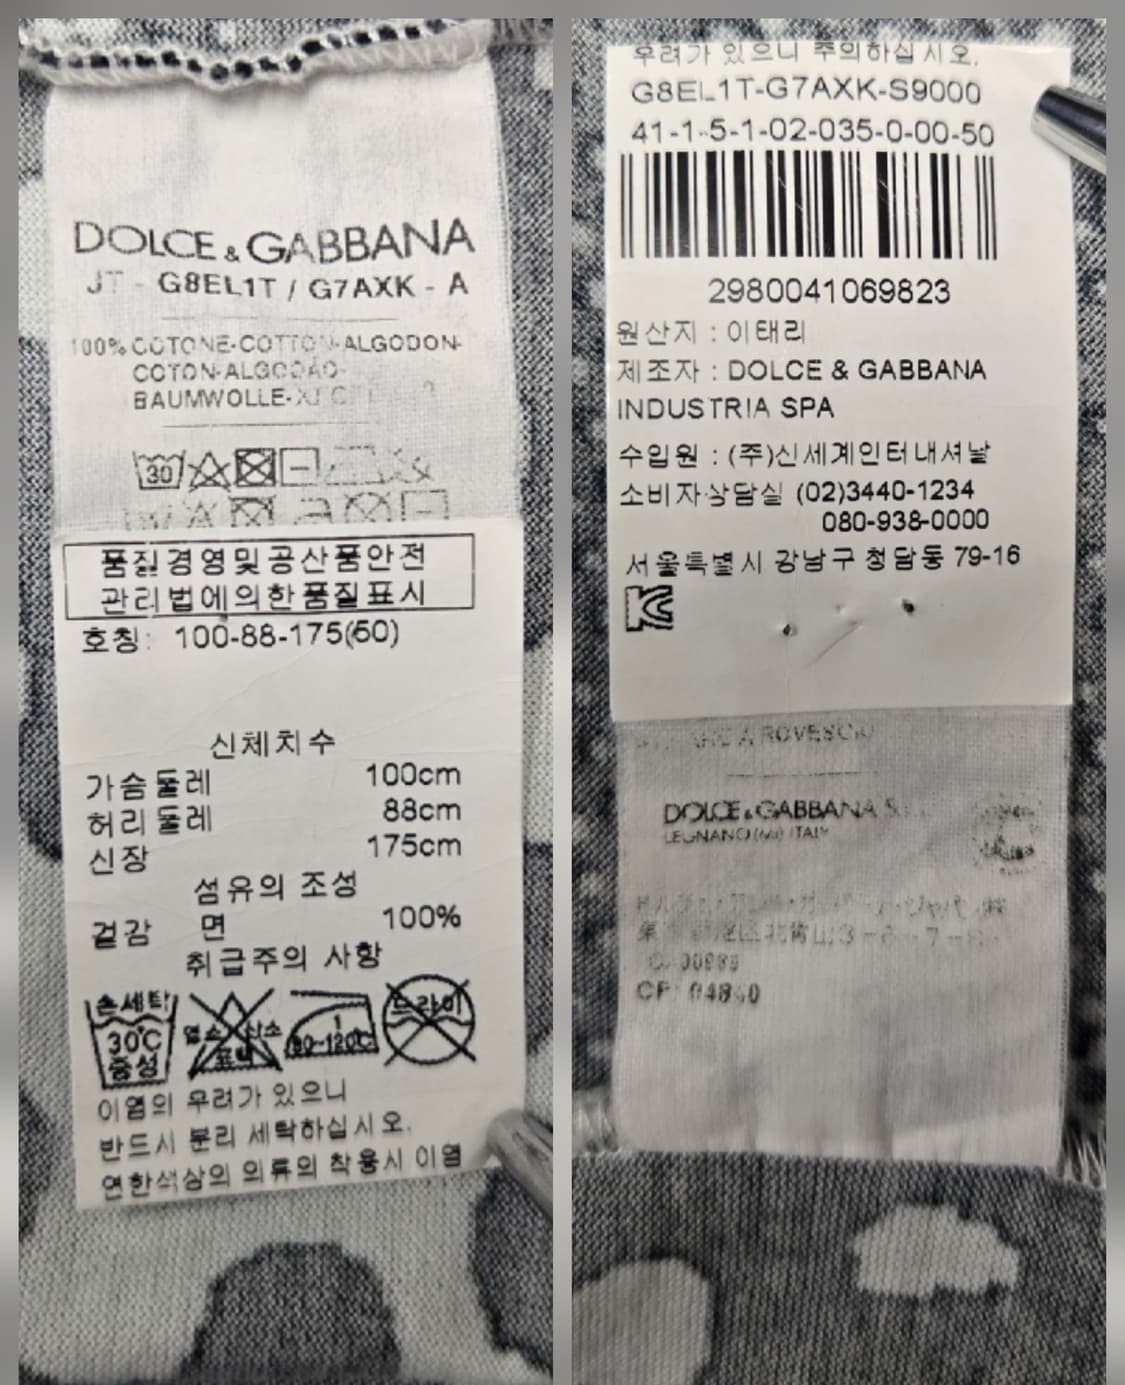 DOLCE & GABBANA
JT - G8EL1T / G7AXK - A
100% COTONE-COTTON-ALGODON-
COTON-ALGODÃO-
BAUMWOLLE-
30
품질경영및공산품안전
관리법에의한품질표시
호칭: 100-88-175(50)
신체치수
가슴둘레 100cm
허리둘레 88cm
신장 175cm
섬유의 조성
겉감 면 100%
취급주의 사항
손세탁 30℃ 중성
염소 산소 표백
80~120℃
드라이
이염의 우려가 있으니
반드시 분리 세탁하십시오.
연한색상의 의류의 착용시 이염
우려가 있으니 주의하십시오.
G8EL1T-G7AXK-S9000
41-1-5-1-02-035-0-00-50
2980041069823
원산지 : 이태리
제조자 : DOLCE & GABBANA
INDUSTRIA SPA
수입원 : (주)신세계인터내셔날
소비자상담실 (02)3440-1234
080-938-0000
서울특별시 강남구 청담동 79-16
A ROVESCIO
DOLCE & GABBANA
LEGNANO (MI) ITALY